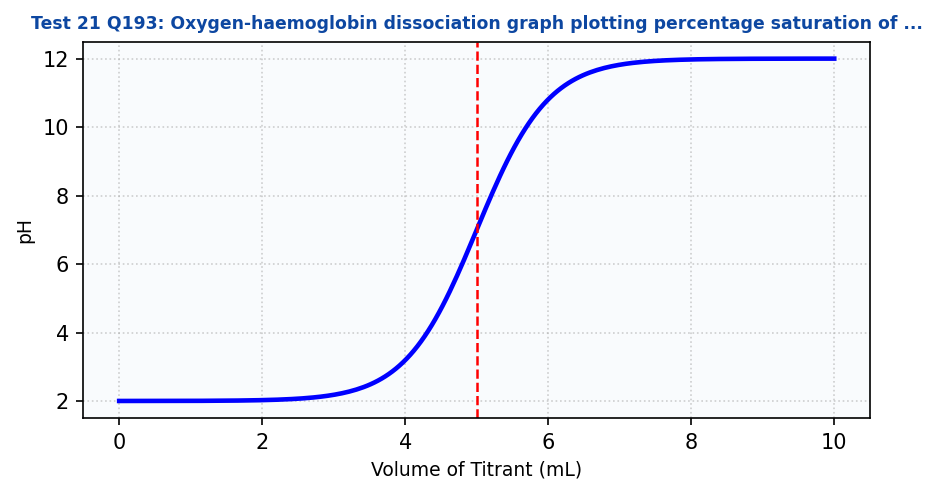 Test 21 Q193: Oxygen-haemoglobin dissociation graph plotting percentage saturation of ...
12
10
8
6
4
2
pH
0 2 4 6 8 10
Volume of Titrant (mL)